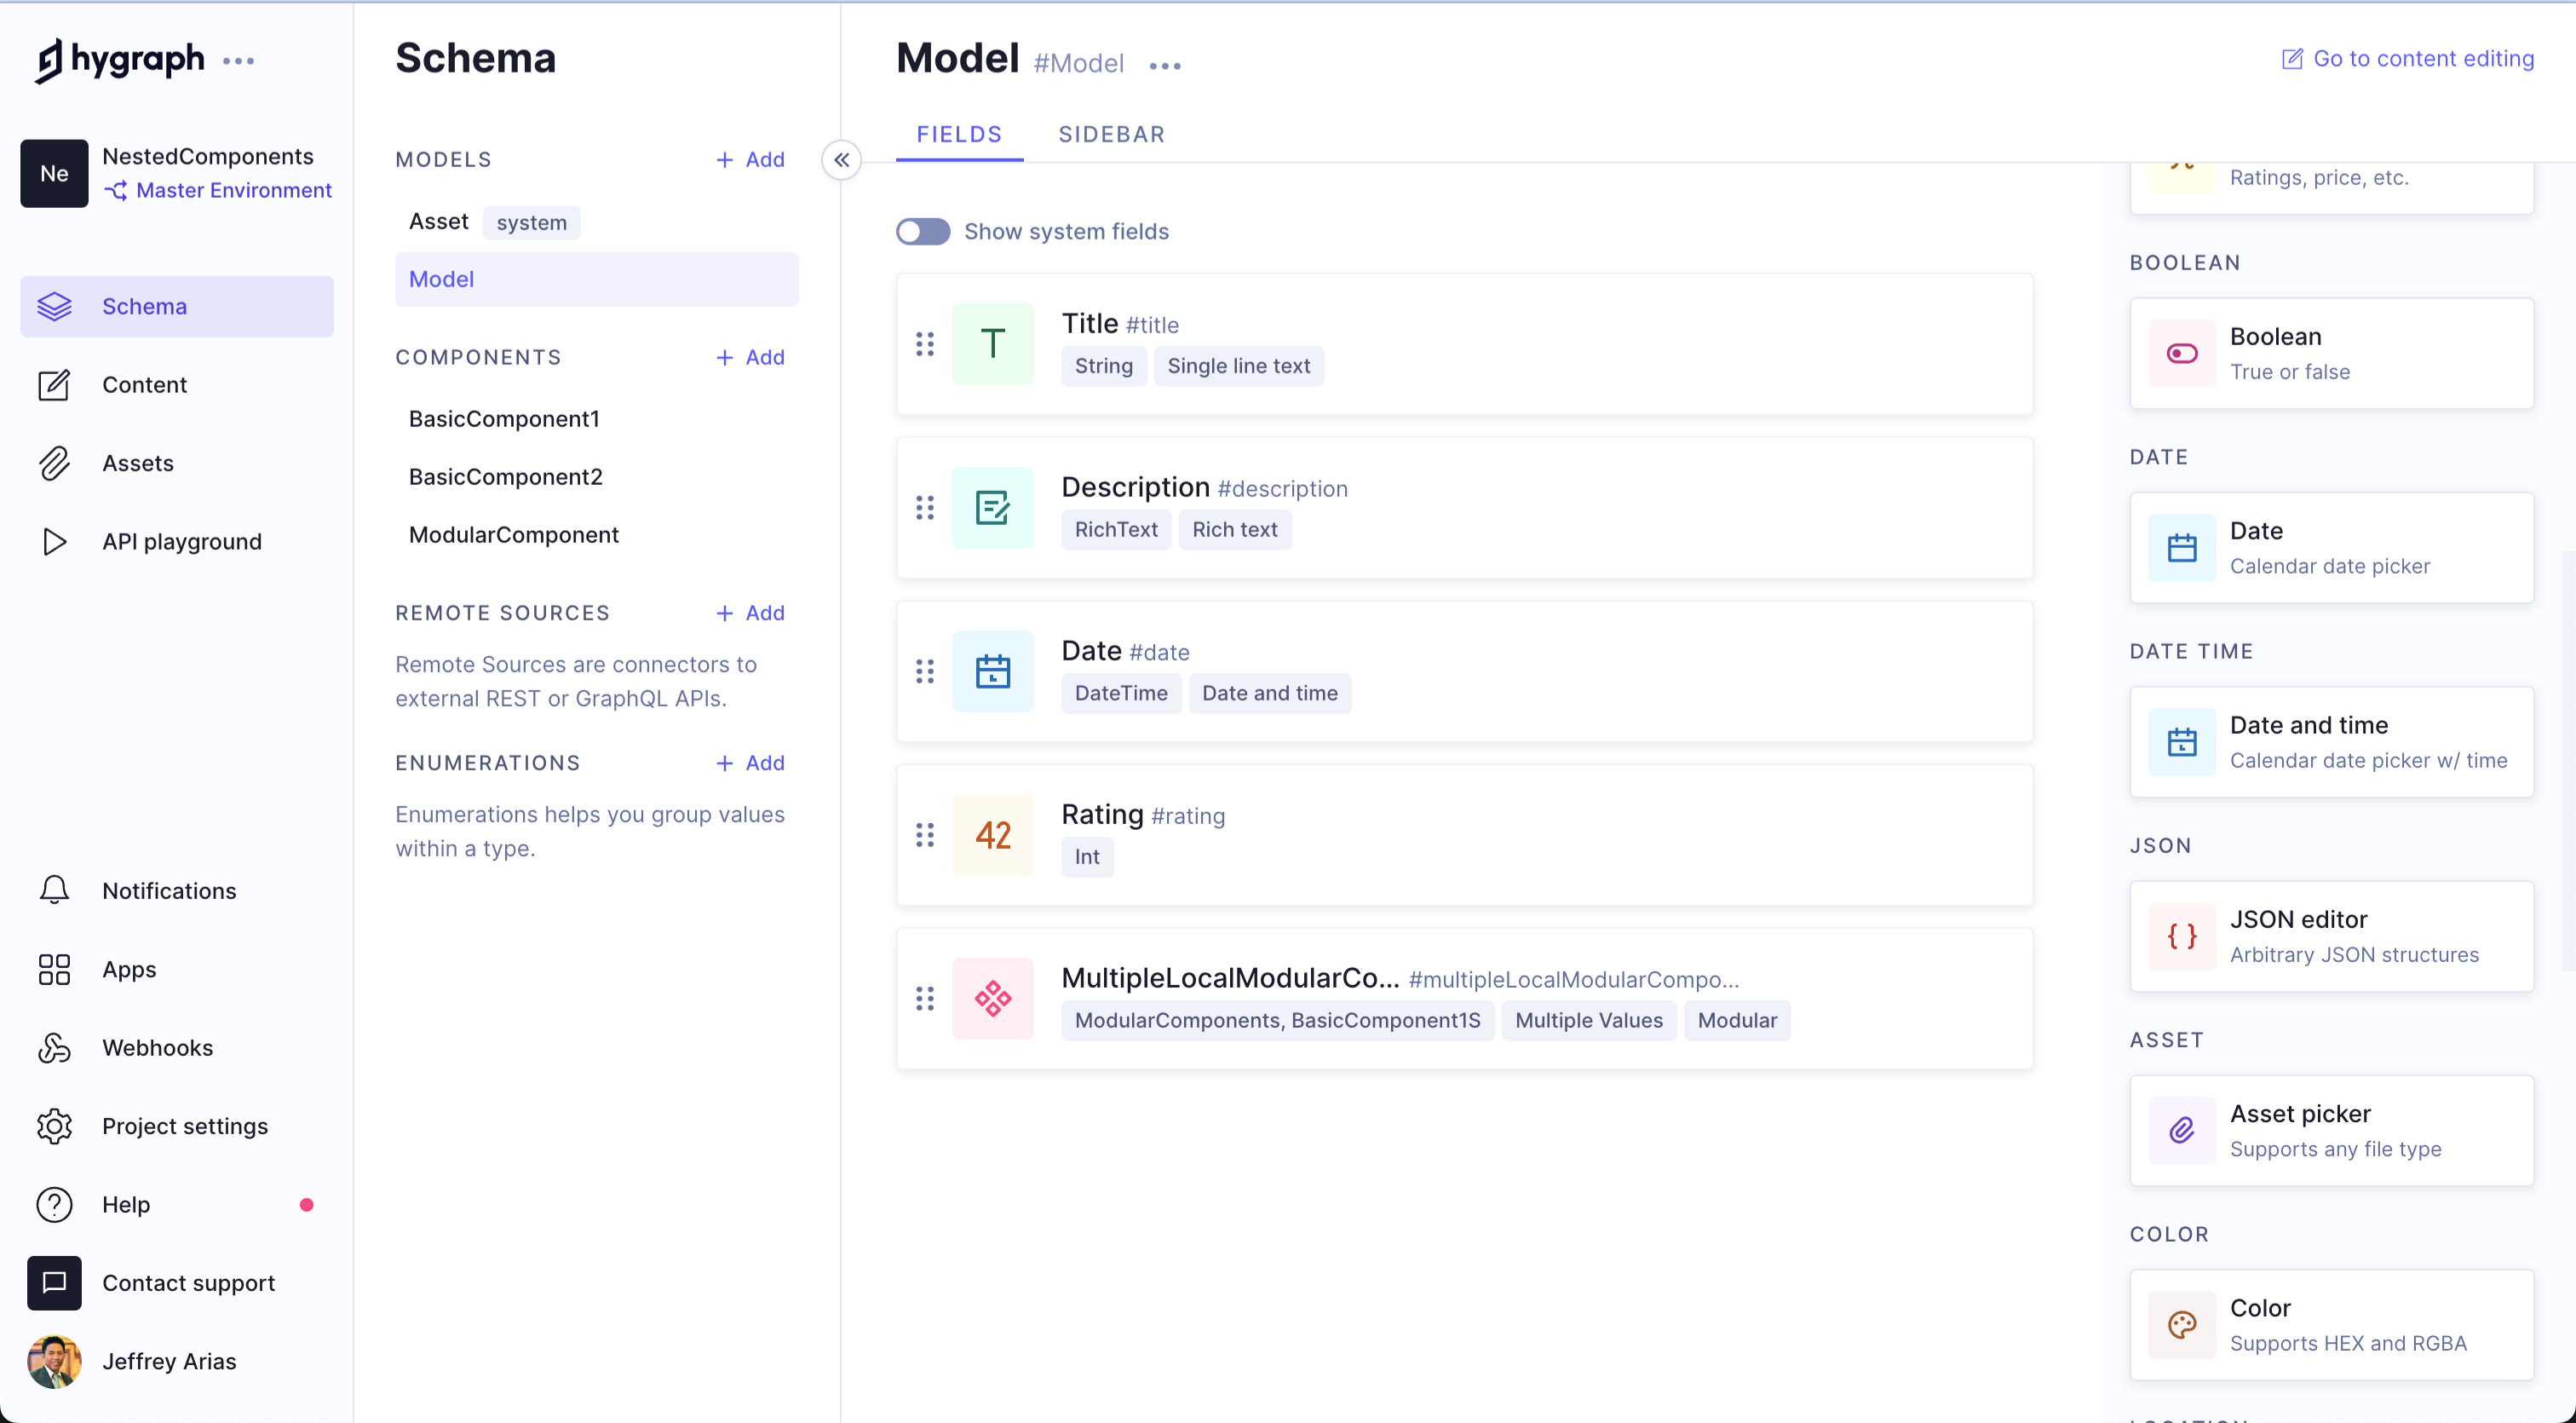 hygraph
Ne
NestedComponents
Master Environment
Schema
Content
Assets
API playground
Notifications
Apps
Webhooks
Project settings
Help
Contact support
Jeffrey Arias
Schema
MODELS
+ Add
Asset system
Model
COMPONENTS
+ Add
BasicComponent1
BasicComponent2
ModularComponent
REMOTE SOURCES
+ Add
Remote Sources are connectors to
external REST or GraphQL APIs.
ENUMERATIONS
+ Add
Enumerations helps you group values
within a type.
Model #Model
Go to content editing
FIELDS SIDEBAR
Show system fields
T
Title #title
String Single line text
Description #description
RichText Rich text
Date #date
DateTime Date and time
42
Rating #rating
Int
MultipleLocalModularCo... #multipleLocalModularCompo...
ModularComponents, BasicComponent1S Multiple Values Modular
Ratings, price, etc.
BOOLEAN
Boolean
True or false
DATE
Date
Calendar date picker
DATE TIME
Date and time
Calendar date picker w/ time
JSON
{ }
JSON editor
Arbitrary JSON structures
ASSET
Asset picker
Supports any file type
COLOR
Color
Supports HEX and RGBA